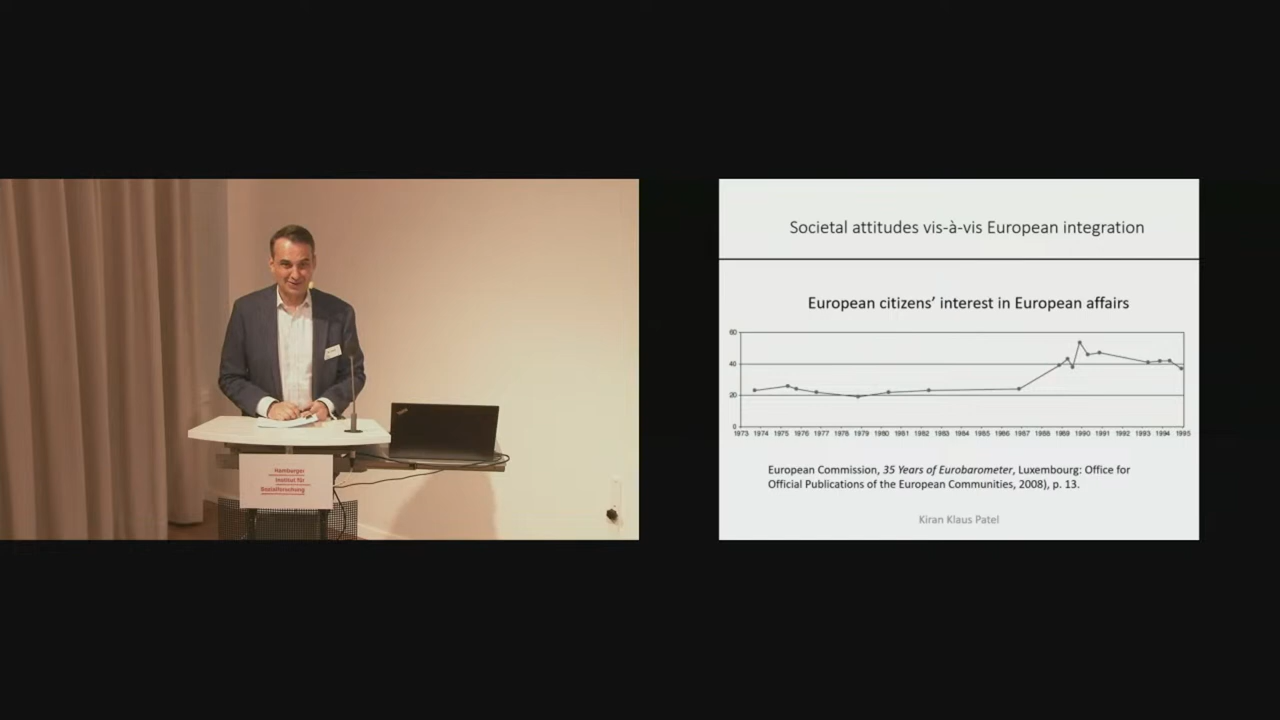 Hamburger
Institut für
Sozialforschung
Societal attitudes vis-à-vis European integration
European citizens’ interest in European affairs
60
40
20
0
1973 1974 1975 1976 1977 1978 1979 1980 1981 1982 1983 1984 1985 1986 1987 1988 1989 1990 1991 1992 1993 1994 1995
European Commission, 35 Years of Eurobarometer, Luxembourg: Office for
Official Publications of the European Communities, 2008), p. 13.
Kiran Klaus Patel